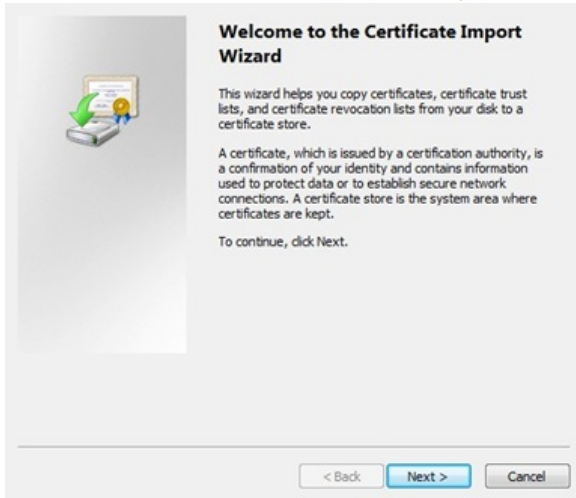 Welcome to the Certificate Import
Wizard
This wizard helps you copy certificates, certificate trust
lists, and certificate revocation lists from your disk to a
certificate store.
A certificate, which is issued by a certification authority, is
a confirmation of your identity and contains information
used to protect data or to establish secure network
connections. A certificate store is the system area where
certificates are kept.
To continue, click Next.
< Back Next > Cancel